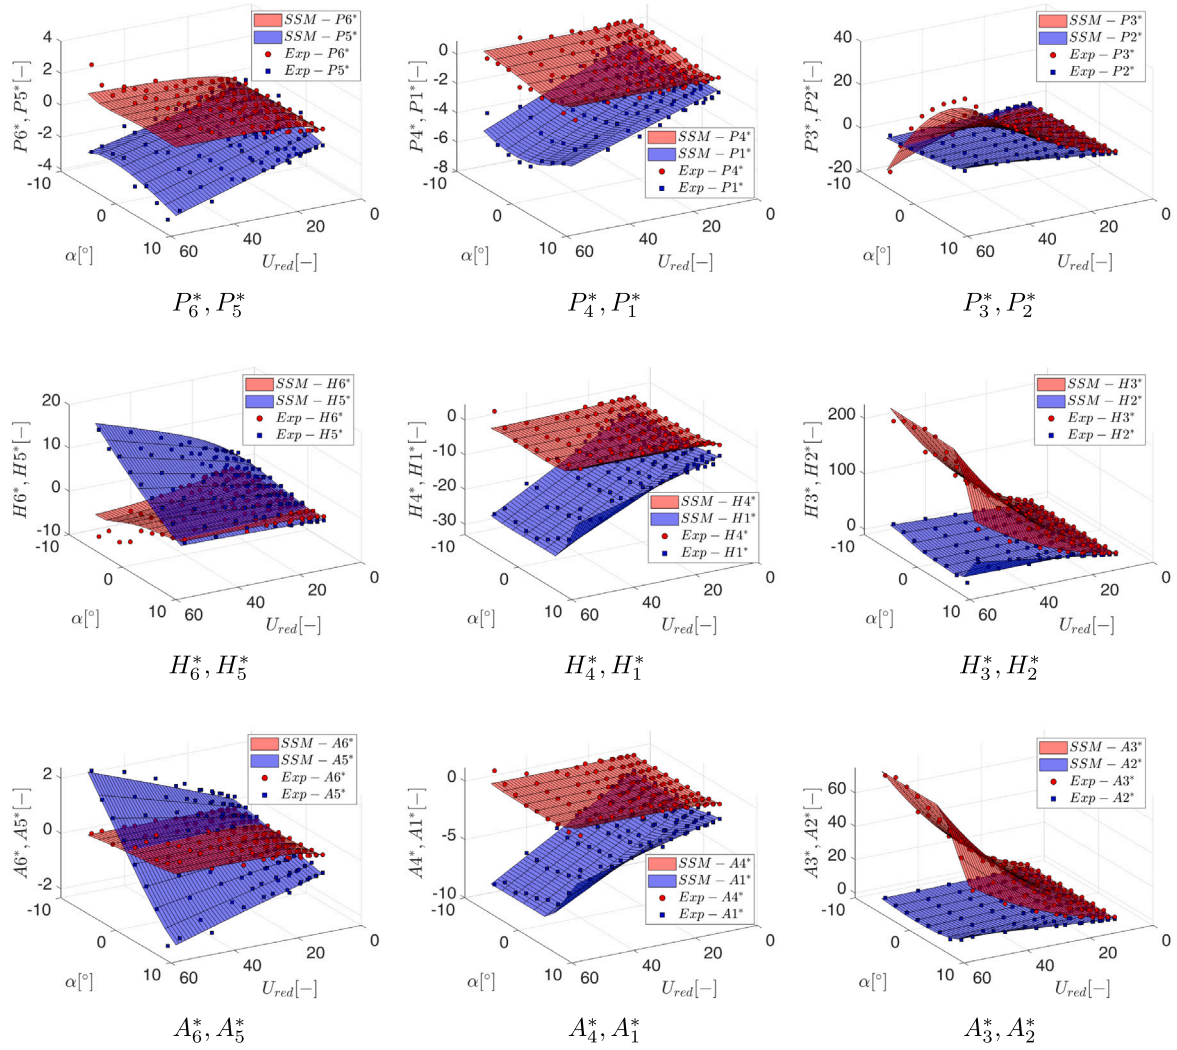 SSM − P6*
SSM − P5*
Exp − P6*
Exp − P5*
P6*, P5*[−]
4
2
0
-2
-4
-10
0
10
α[°]
60
40
20
0
U_red[−]
P₆*, P₅*
SSM − P4*
SSM − P1*
Exp − P4*
Exp − P1*
P4*, P1*[−]
0
-2
-4
-6
-8
-10
0
10
α[°]
60
40
20
0
U_red[−]
P₄*, P₁*
SSM − P3*
SSM − P2*
Exp − P3*
Exp − P2*
P3*, P2*[−]
40
20
0
-20
-10
0
10
α[°]
60
40
20
0
U_red[−]
P₃*, P₂*
SSM − H6*
SSM − H5*
Exp − H6*
Exp − H5*
H6*, H5*[−]
20
10
0
-10
-10
0
10
α[°]
60
40
20
0
U_red[−]
H₆*, H₅*
SSM − H4*
SSM − H1*
Exp − H4*
Exp − H1*
H4*, H1*[−]
0
-10
-20
-30
-10
0
10
α[°]
60
40
20
0
U_red[−]
H₄*, H₁*
SSM − H3*
SSM − H2*
Exp − H3*
Exp − H2*
H3*, H2*[−]
200
100
0
-10
0
10
α[°]
60
40
20
0
U_red[−]
H₃*, H₂*
SSM − A6*
SSM − A5*
Exp − A6*
Exp − A5*
A6*, A5*[−]
2
0
-2
-10
0
10
α[°]
60
40
20
0
U_red[−]
A₆*, A₅*
SSM − A4*
SSM − A1*
Exp − A4*
Exp − A1*
A4*, A1*[−]
0
-5
-10
-10
0
10
α[°]
60
40
20
0
U_red[−]
A₄*, A₁*
SSM − A3*
SSM − A2*
Exp − A3*
Exp − A2*
A3*, A2*[−]
60
40
20
0
-10
0
10
α[°]
60
40
20
0
U_red[−]
A₃*, A₂*